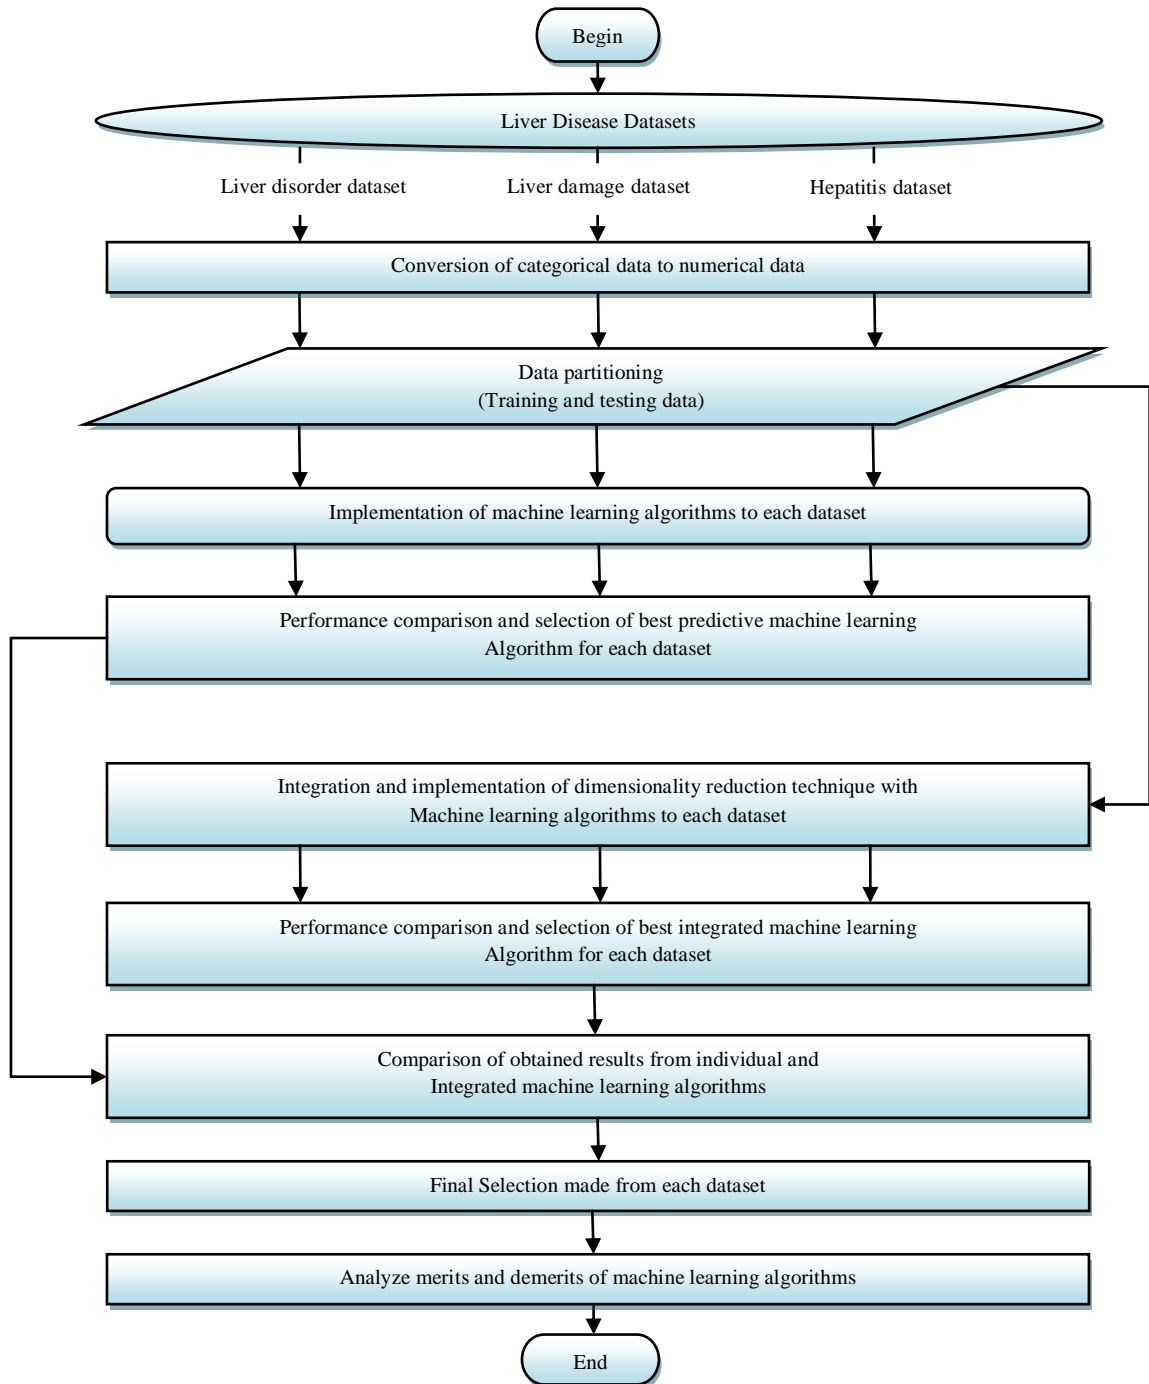 Begin
Liver Disease Datasets
Liver disorder dataset
Liver damage dataset
Hepatitis dataset
Conversion of categorical data to numerical data
Data partitioning
(Training and testing data)
Implementation of machine learning algorithms to each dataset
Performance comparison and selection of best predictive machine learning
Algorithm for each dataset
Integration and implementation of dimensionality reduction technique with
Machine learning algorithms to each dataset
Performance comparison and selection of best integrated machine learning
Algorithm for each dataset
Comparison of obtained results from individual and
Integrated machine learning algorithms
Final Selection made from each dataset
Analyze merits and demerits of machine learning algorithms
End